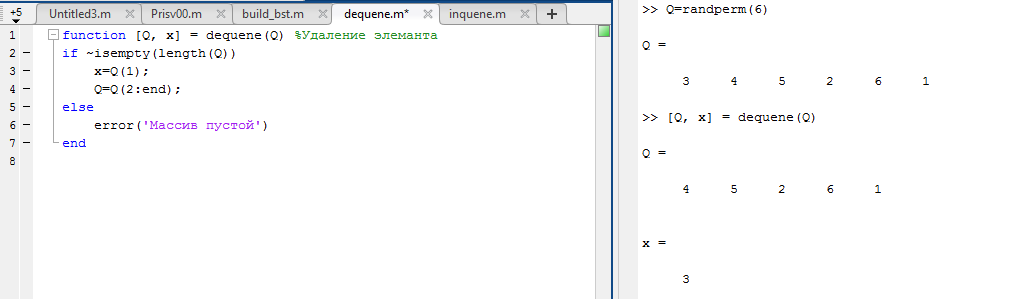 +5
Untitled3.m
Prisv00.m
build_bst.m
dequene.m*
inquene.m
1 function [Q, x] = dequene(Q) %Удаление элеманта
2 – if ~isempty(length(Q))
3 – x=Q(1);
4 – Q=Q(2:end);
5 – else
6 – error('Массив пустой')
7 – end
8
>> Q=randperm(6)
Q =
3 4 5 2 6 1
>> [Q, x] = dequene(Q)
Q =
4 5 2 6 1
x =
3